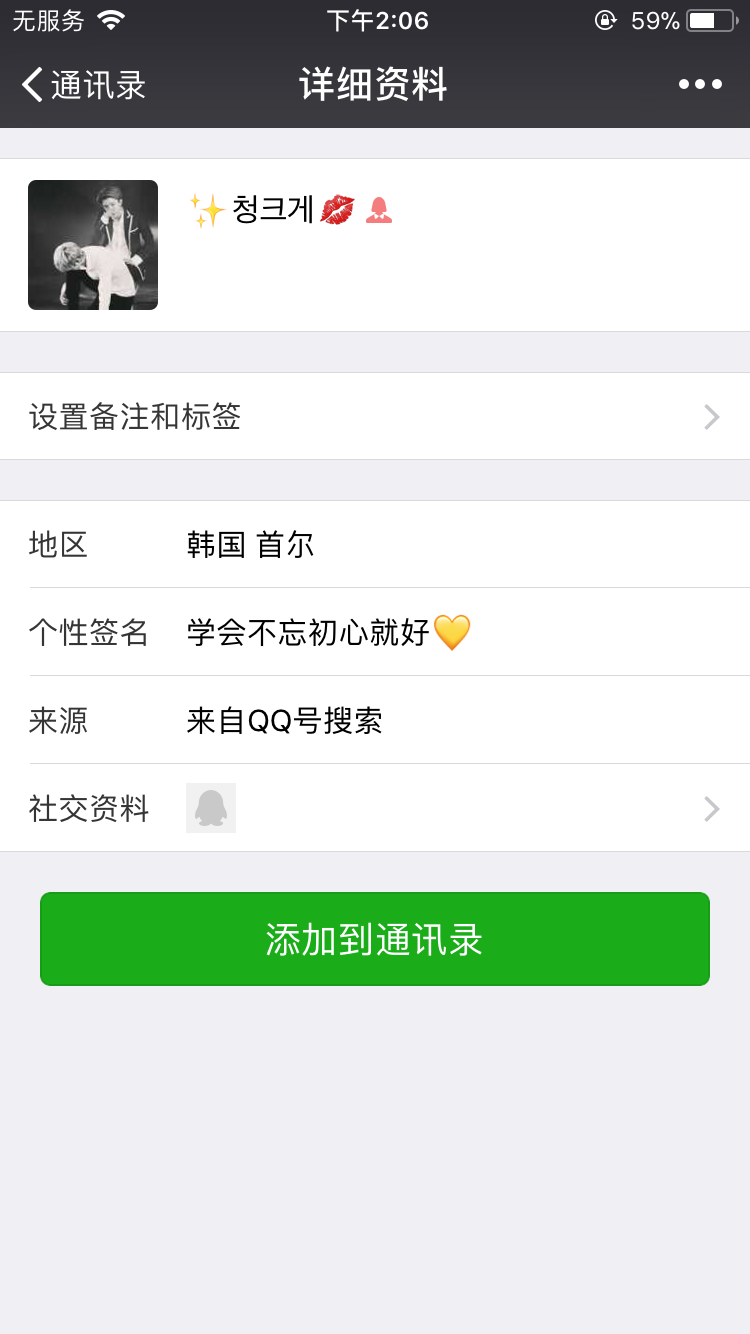 无服务 下午2:06 59%
通讯录 详细资料
✨청크게💋
设置备注和标签
地区 韩国 首尔
个性签名 学会不忘初心就好💛
来源 来自QQ号搜索
社交资料
添加到通讯录